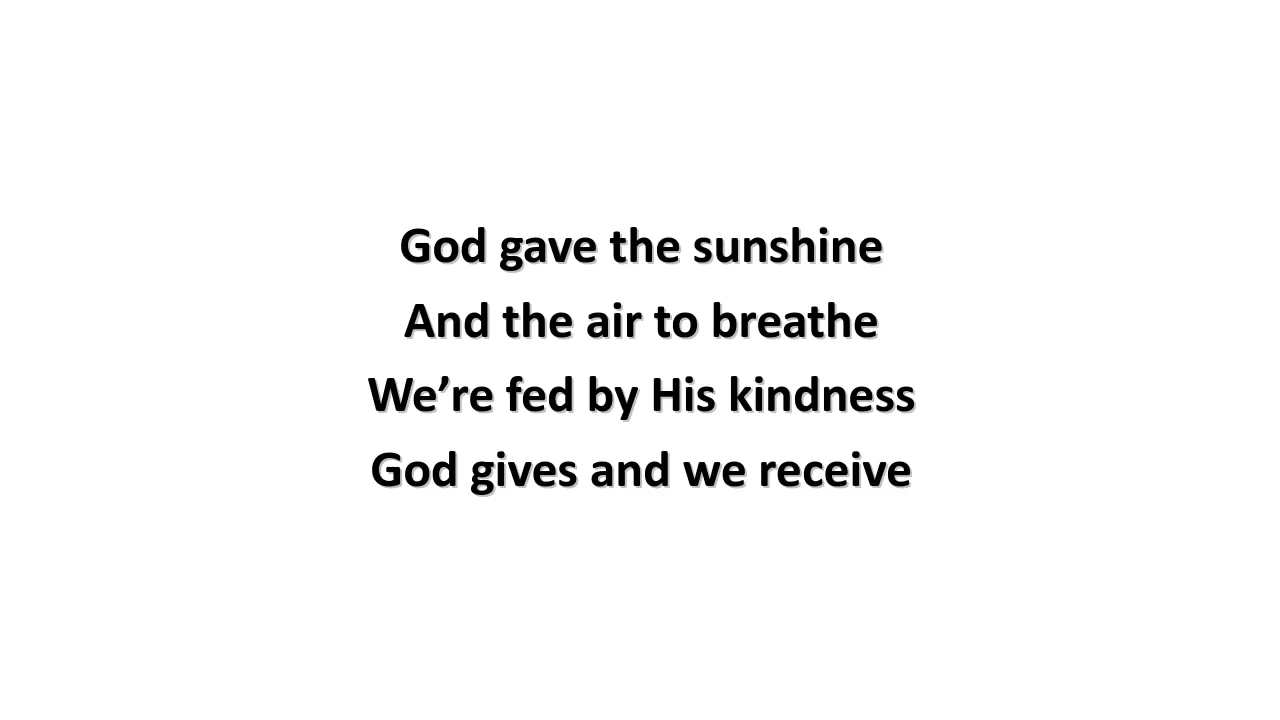 God gave the sunshine
And the air to breathe
We’re fed by His kindness
God gives and we receive